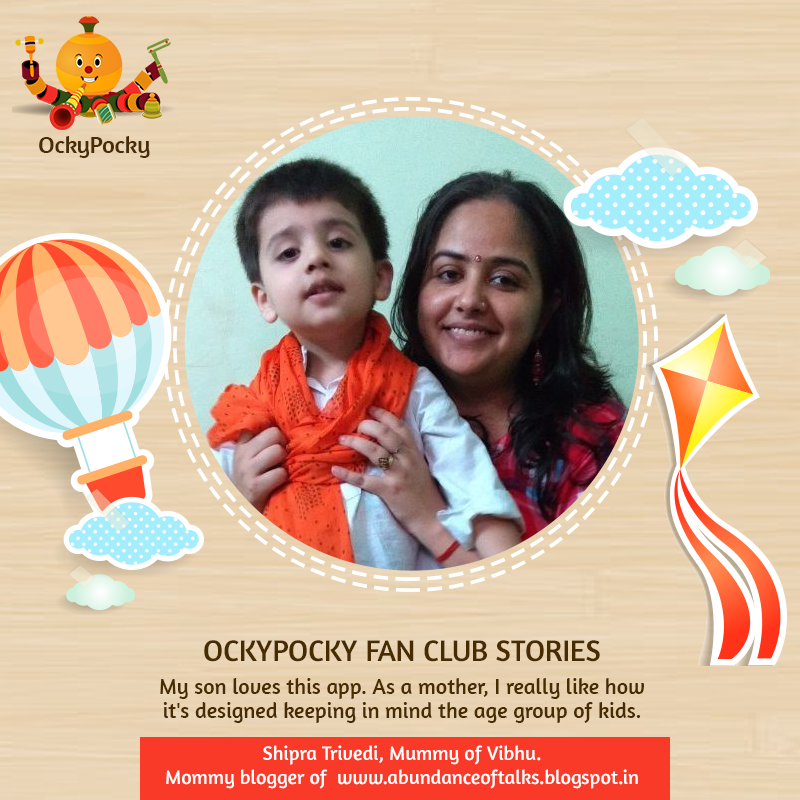 OckyPocky
OCKYPOCKY FAN CLUB STORIES
My son loves this app. As a mother, I really like how
it's designed keeping in mind the age group of kids.
Shipra Trivedi, Mummy of Vibhu.
Mommy blogger of www.abundanceoftalks.blogspot.in